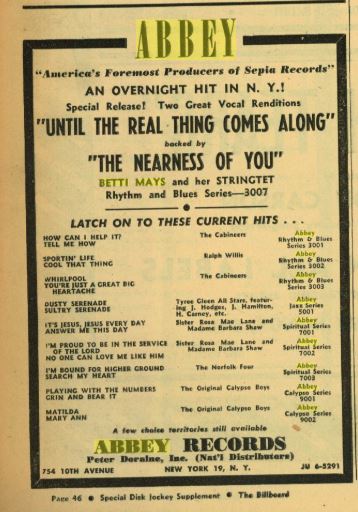 ABBEY
"America's Foremost Producers of Sepia Records"
AN OVERNIGHT HIT IN N. Y.!
Special Release! Two Great Vocal Renditions
"UNTIL THE REAL THING COMES ALONG"
backed by
"THE NEARNESS OF YOU"
BETTI MAYS and her STRINGTET
Rhythm and Blues Series—3007
LATCH ON TO THESE CURRENT HITS . . .
HOW CAN I HELP IT? The Cabineers Abbey
TELL ME HOW Rhythm & Blues
Series 3001
SPORTIN' LIFE Ralph Willis Abbey
COOL THAT THING Rhythm & Blues
Series 3002
WHIRLPOOL The Cabineers Abbey
YOU'RE JUST A GREAT BIG Rhythm & Blues
HEARTACHE Series 3003
DUSTY SERENADE Tyree Gleen All Stars, featur- Abbey
SULTRY SERENADE ing J. Hodges, J. Hamilton, Jazz Series
H. Carney, etc. 5001
IT'S JESUS, JESUS EVERY DAY Sister Rosa Mae Lane and Abbey
ANSWER ME THIS DAY Madame Barbara Shaw Spiritual Series
7001
I'M PROUD TO BE IN THE SERVICE Sister Rosa Mae Lane and Abbey
OF THE LORD Madame Barbara Shaw Spiritual Series
NO ONE CAN LOVE ME LIKE HIM 7002
I'M BOUND FOR HIGHER GROUND The Norfolk Four Abbey
SEARCH MY HEART Spiritual Series
7003
PLAYING WITH THE NUMBERS The Original Calypso Boys Abbey
GRIN AND BEAR IT Calypso Series
9001
MATILDA The Original Calypso Boys Abbey
MARY ANN Calypso Series
9002
A few choice territories still available
ABBEY RECORDS
Peter Doraine, Inc. (Nat'l Distributors)
754 10TH AVENUE NEW YORK 19, N. Y. JU 6-5291
PAGE 46 • Special Disk Jockey Supplement • The Billboard